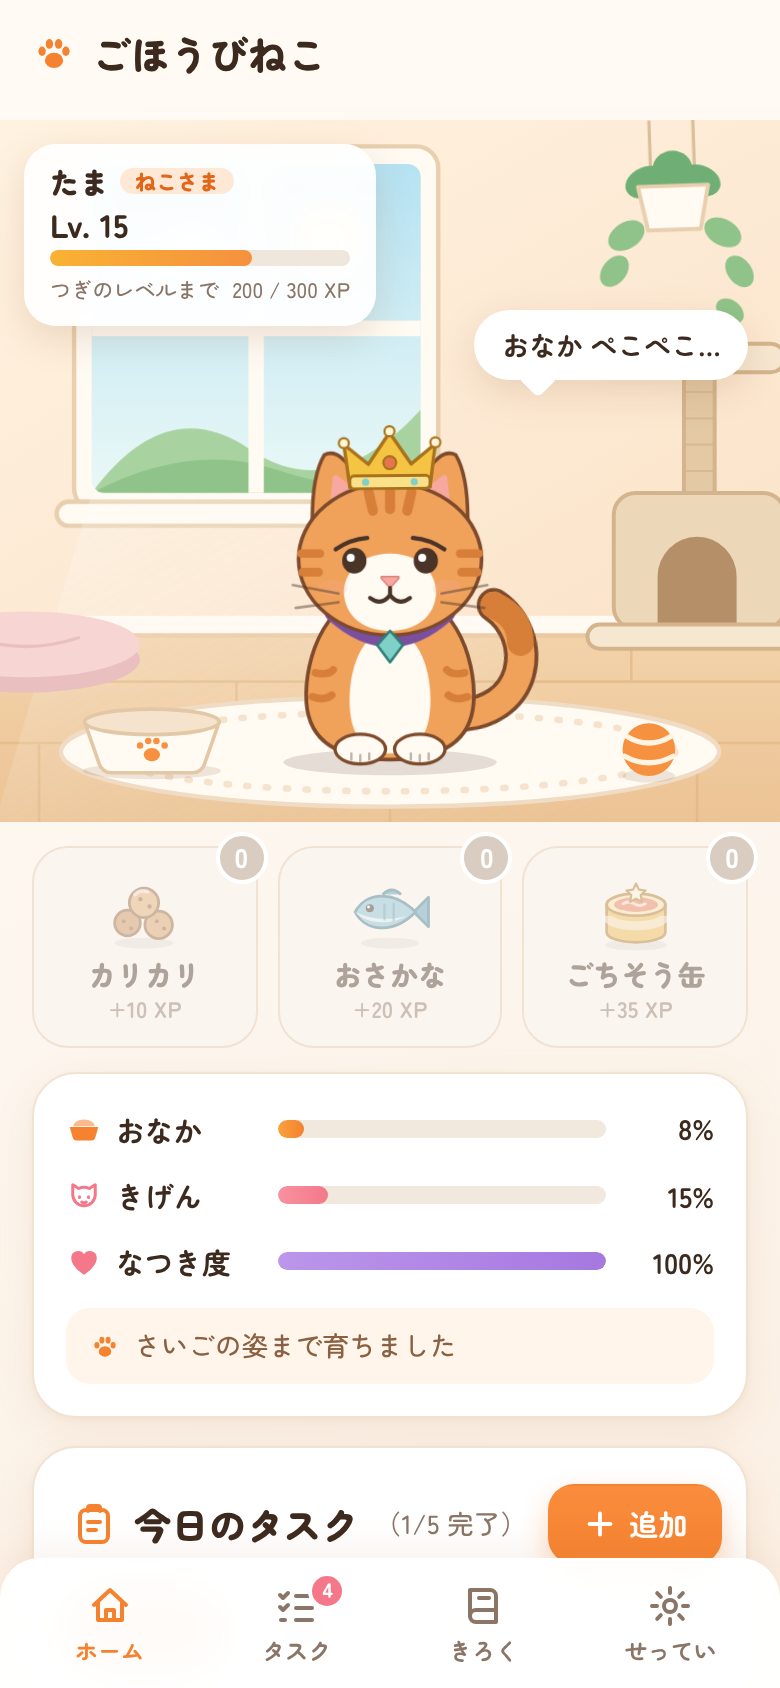 ごほうびねこ
たま ねこさま
Lv. 15
つぎのレベルまで 200 / 300 XP
おなか ぺこぺこ…
0
0
0
カリカリ
+10 XP
おさかな
+20 XP
ごちそう缶
+35 XP
おなか 8%
きげん 15%
なつき度 100%
さいごの姿まで育ちました
今日のタスク （1/5 完了） ＋ 追加
4
ホーム
タスク
きろく
せってい